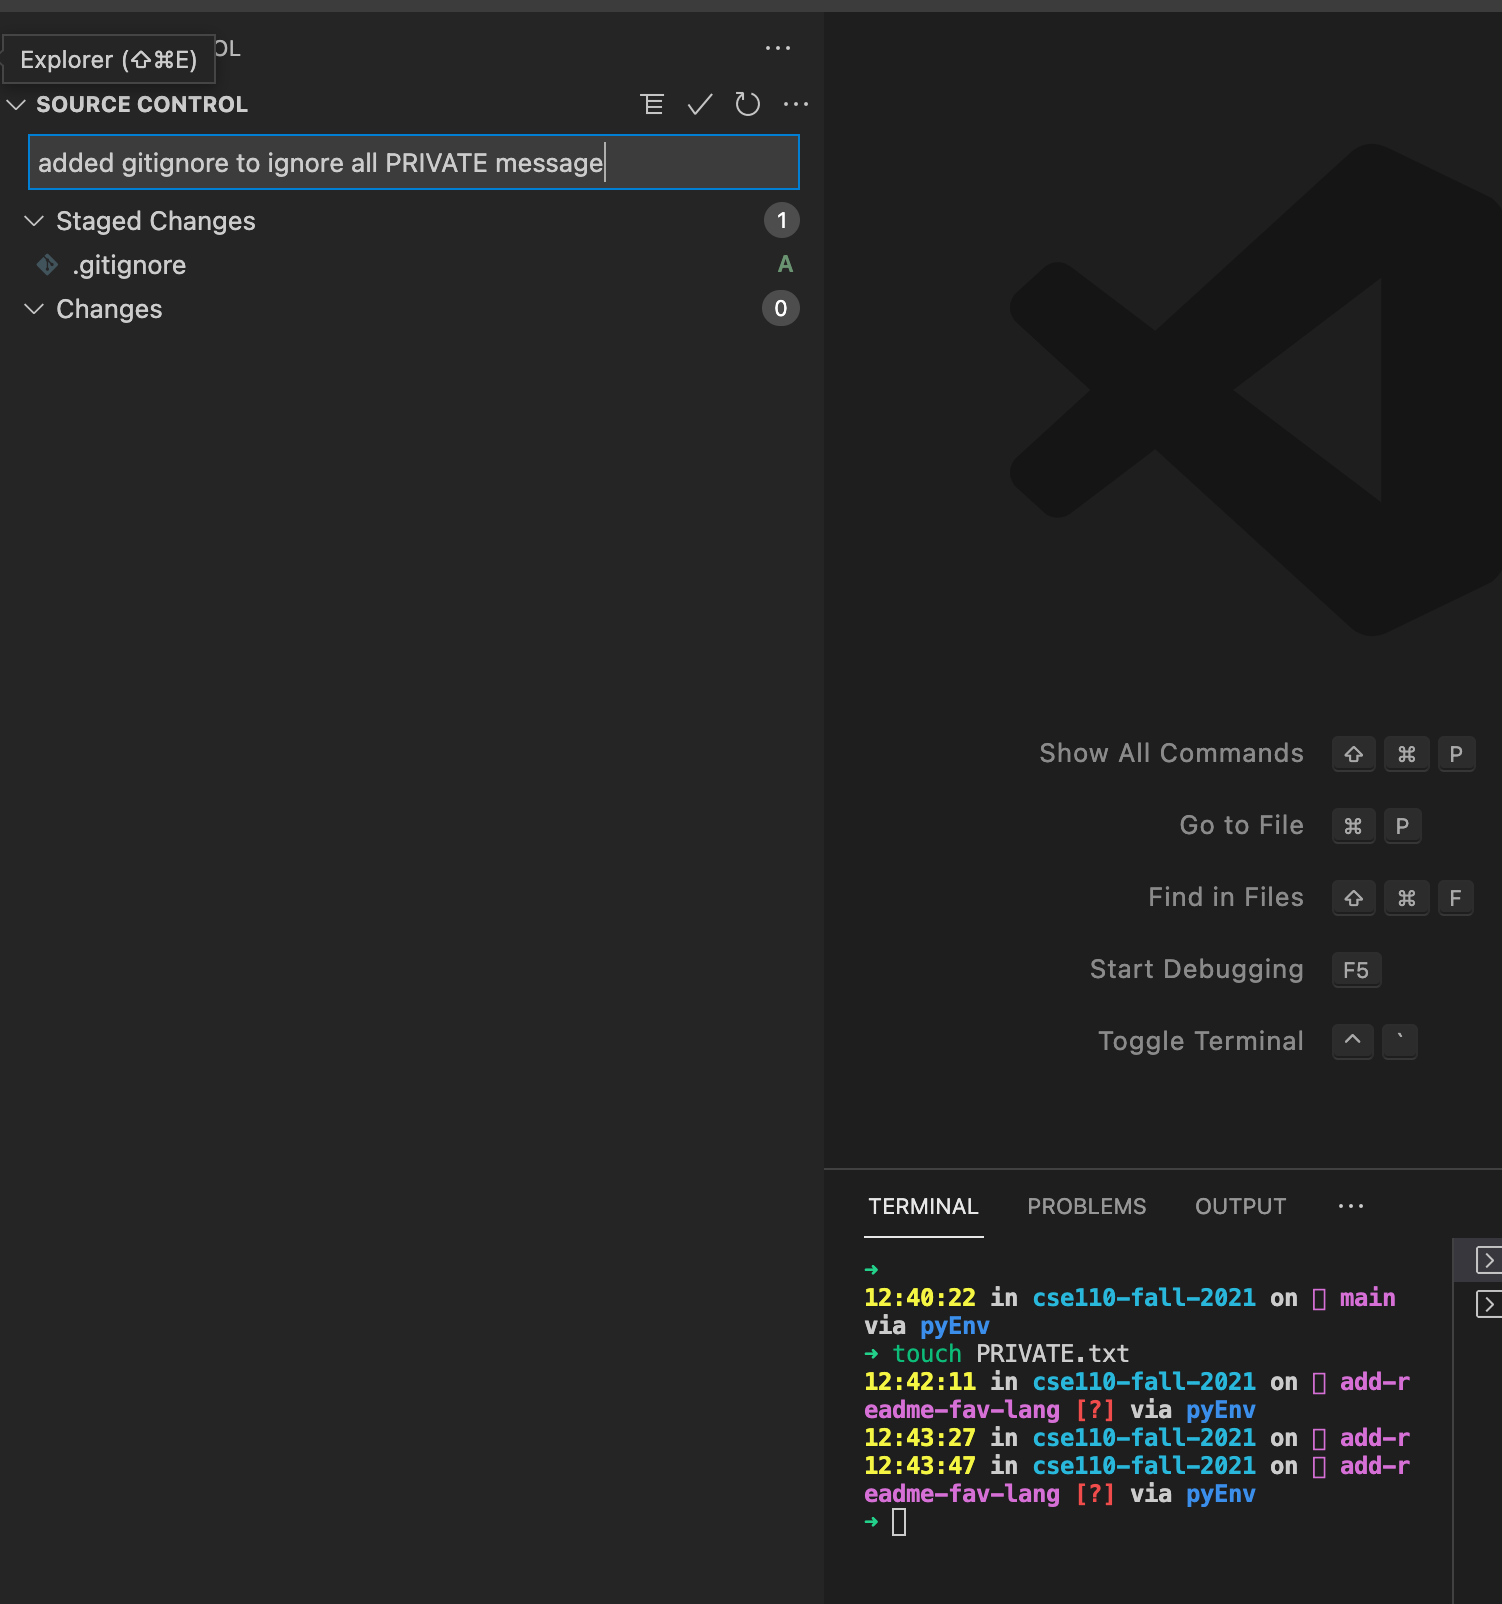 OL
Explorer (⇧⌘E)
SOURCE CONTROL
added gitignore to ignore all PRIVATE message
Staged Changes 1
.gitignore A
Changes 0
Show All Commands ⇧ ⌘ P
Go to File ⌘ P
Find in Files ⇧ ⌘ F
Start Debugging F5
Toggle Terminal ^ `
TERMINAL PROBLEMS OUTPUT
➜
12:40:22 in cse110-fall-2021 on main
via pyEnv
➜ touch PRIVATE.txt
12:42:11 in cse110-fall-2021 on add-r
eadme-fav-lang [?] via pyEnv
12:43:27 in cse110-fall-2021 on add-r
12:43:47 in cse110-fall-2021 on add-r
eadme-fav-lang [?] via pyEnv
➜